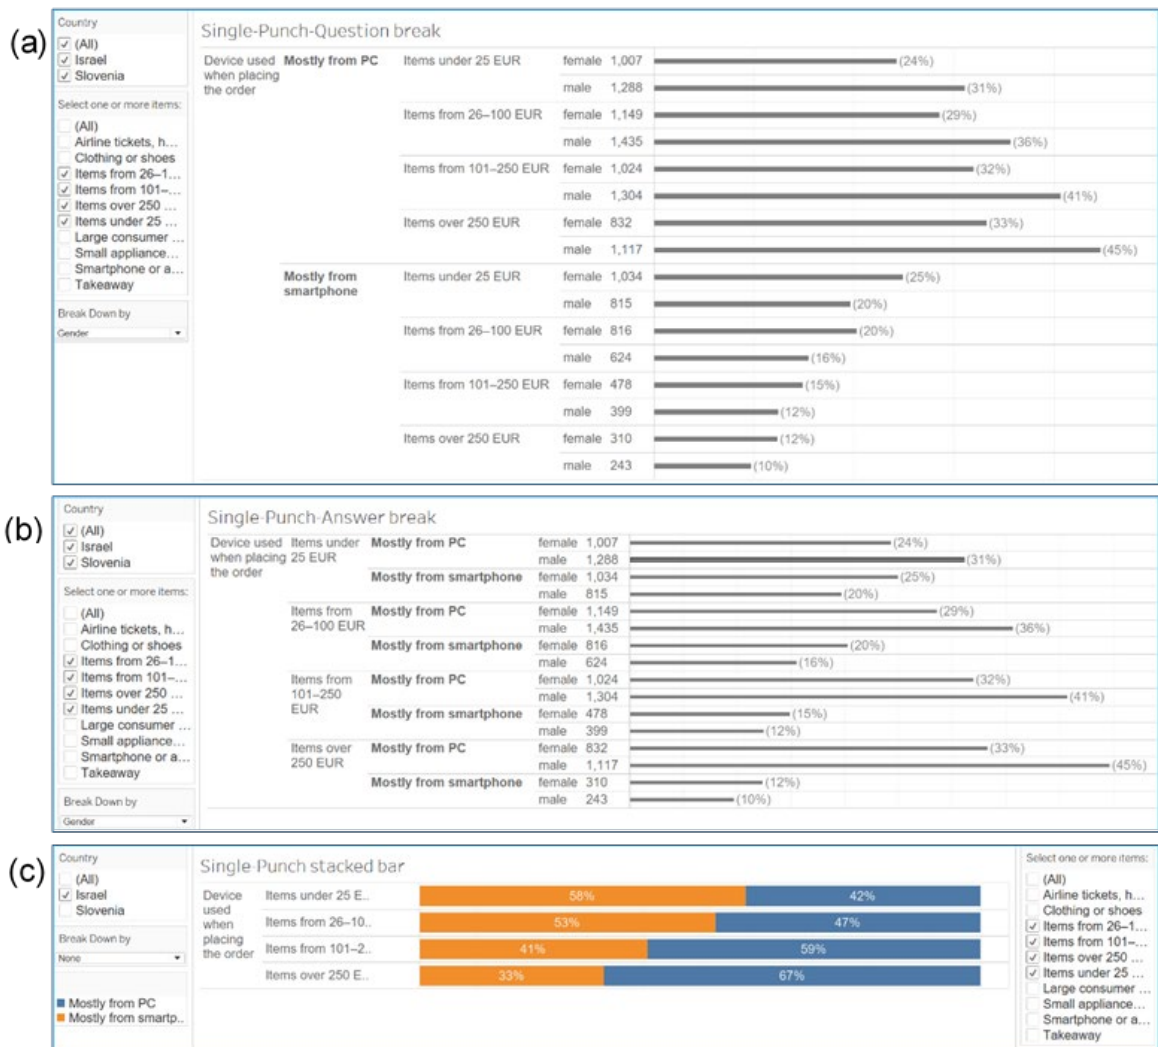 (a)
Country
(All)
Israel
Slovenia
Select one or more items:
(All)
Airline tickets, h...
Clothing or shoes
Items from 26–1...
Items from 101–...
Items over 250 ...
Items under 25 ...
Large consumer ...
Small appliance...
Smartphone or a...
Takeaway
Break Down by
Gender
Single-Punch-Question break
Device used when placing the order
Mostly from PC
Items under 25 EUR
female 1,007 (24%)
male 1,288 (31%)
Items from 26–100 EUR
female 1,149 (29%)
male 1,435 (36%)
Items from 101–250 EUR
female 1,024 (32%)
male 1,304 (41%)
Items over 250 EUR
female 832 (33%)
male 1,117 (45%)
Mostly from smartphone
Items under 25 EUR
female 1,034 (25%)
male 815 (20%)
Items from 26–100 EUR
female 816 (20%)
male 624 (16%)
Items from 101–250 EUR
female 478 (15%)
male 399 (12%)
Items over 250 EUR
female 310 (12%)
male 243 (10%)
(b)
Country
(All)
Israel
Slovenia
Select one or more items:
(All)
Airline tickets, h...
Clothing or shoes
Items from 26–1...
Items from 101–...
Items over 250 ...
Items under 25 ...
Large consumer ...
Small appliance...
Smartphone or a...
Takeaway
Break Down by
Gender
Single-Punch-Answer break
Device used when placing the order
Items under 25 EUR
Mostly from PC
female 1,007 (24%)
male 1,288 (31%)
Mostly from smartphone
female 1,034 (25%)
male 815 (20%)
Items from 26–100 EUR
Mostly from PC
female 1,149 (29%)
male 1,435 (36%)
Mostly from smartphone
female 816 (20%)
male 624 (16%)
Items from 101–250 EUR
Mostly from PC
female 1,024 (32%)
male 1,304 (41%)
Mostly from smartphone
female 478 (15%)
male 399 (12%)
Items over 250 EUR
Mostly from PC
female 832 (33%)
male 1,117 (45%)
Mostly from smartphone
female 310 (12%)
male 243 (10%)
(c)
Country
(All)
Israel
Slovenia
Break Down by
None
Mostly from PC
Mostly from smartp..
Single-Punch stacked bar
Device used when placing the order
Items under 25 E.. 58% 42%
Items from 26–10.. 53% 47%
Items from 101–2.. 41% 59%
Items over 250 E.. 33% 67%
Select one or more items:
(All)
Airline tickets, h...
Clothing or shoes
Items from 26–1...
Items from 101–...
Items over 250 ...
Items under 25 ...
Large consumer ...
Small appliance...
Smartphone or a...
Takeaway